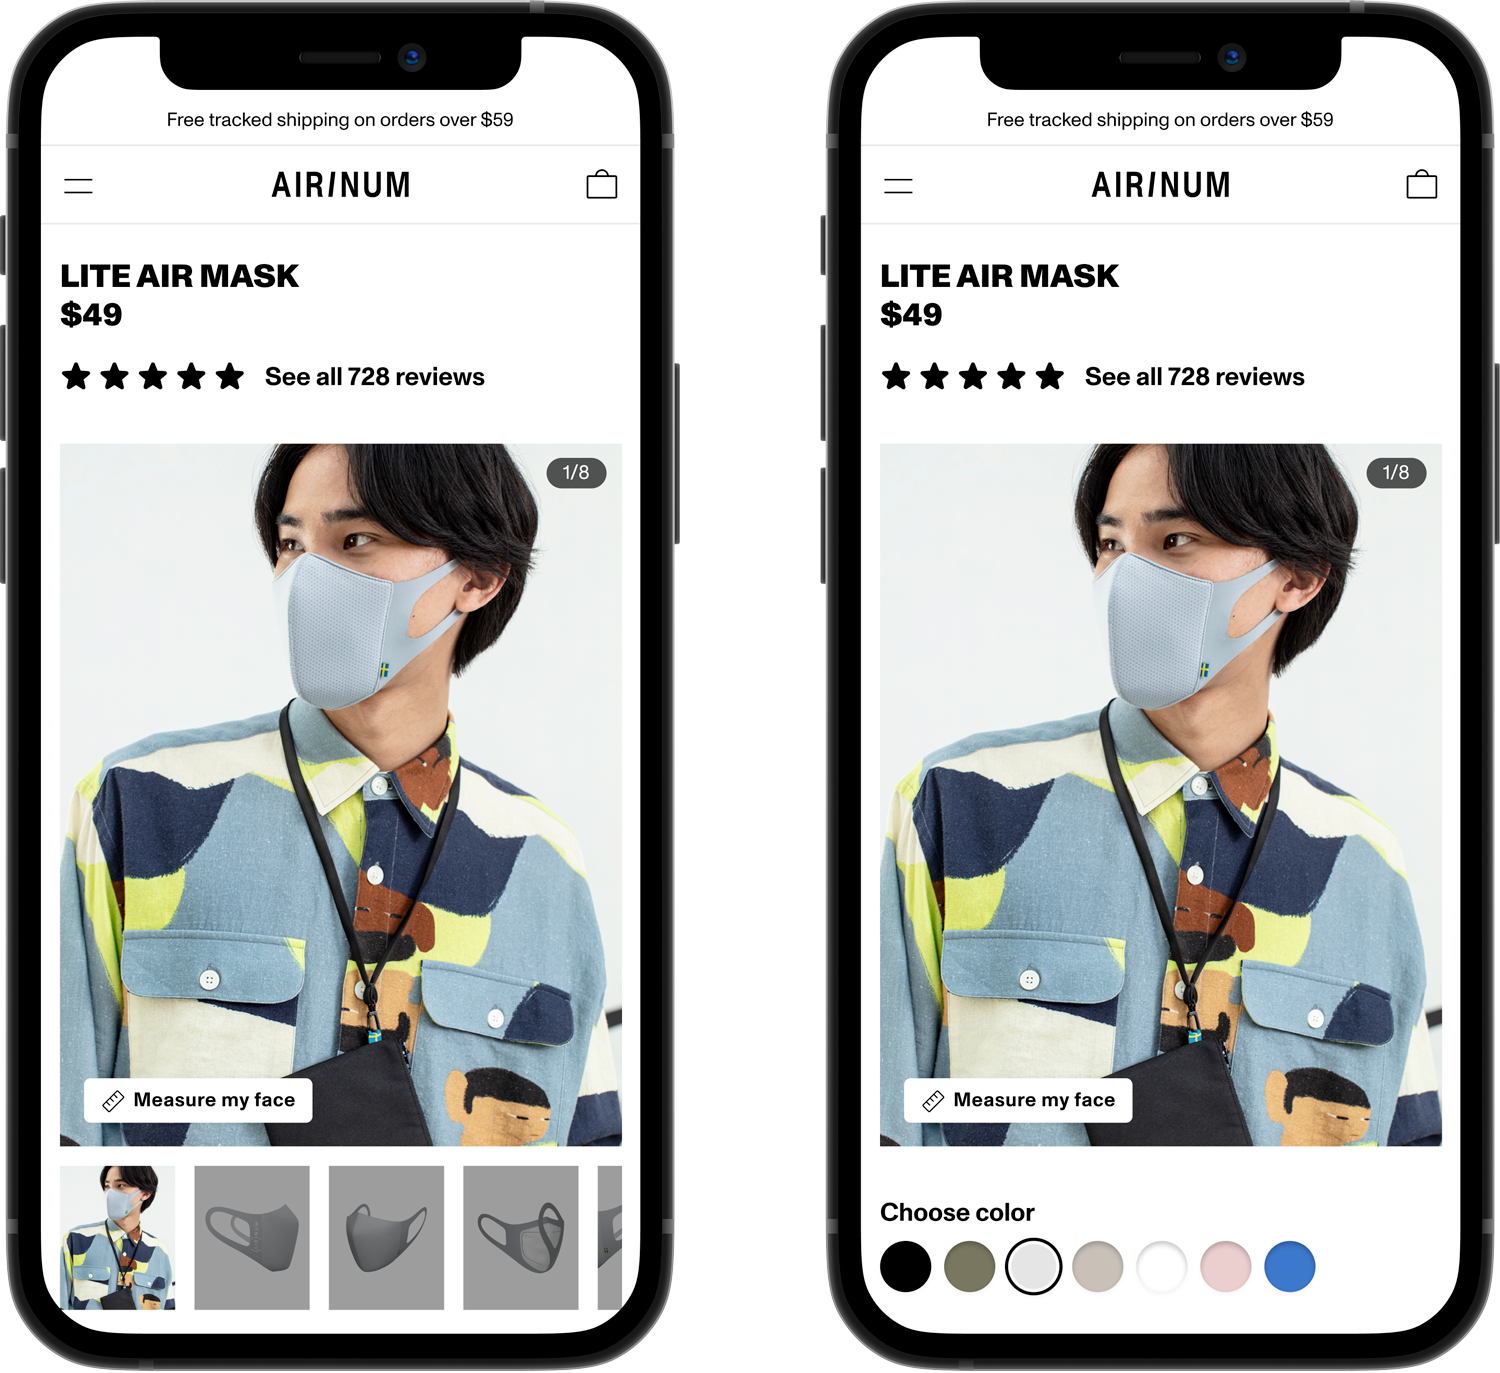 Free tracked shipping on orders over $59
AIRINUM
LITE AIR MASK
$49
See all 728 reviews
1/8
Measure my face
Free tracked shipping on orders over $59
AIRINUM
LITE AIR MASK
$49
See all 728 reviews
1/8
Measure my face
Choose color